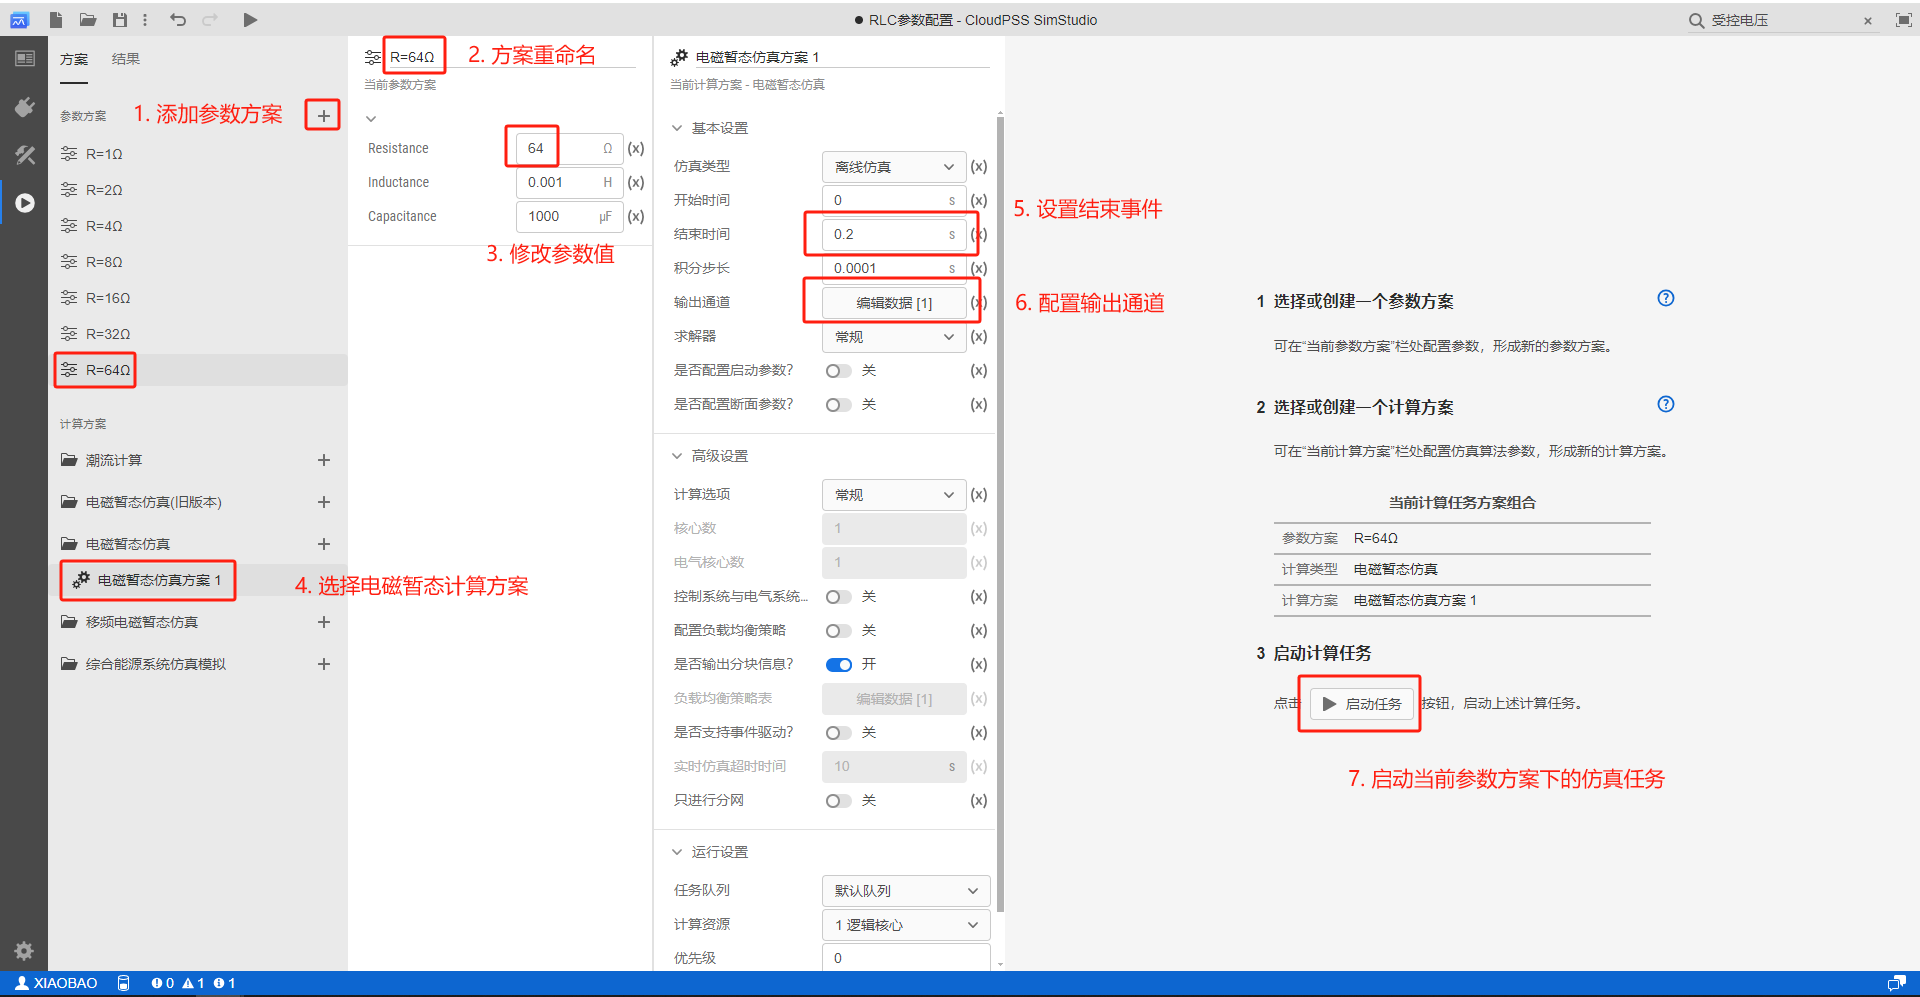 RLC参数配置 - CloudPSS SimStudio
受控电压
方案
结果
参数方案
1. 添加参数方案
R=1Ω
R=2Ω
R=4Ω
R=8Ω
R=16Ω
R=32Ω
R=64Ω
计算方案
潮流计算
电磁暂态仿真(旧版本)
电磁暂态仿真
电磁暂态仿真方案 1
4. 选择电磁暂态计算方案
移频电磁暂态仿真
综合能源系统仿真模拟
R=64Ω
2. 方案重命名
当前参数方案
Resistance 64 Ω (x)
Inductance 0.001 H (x)
Capacitance 1000 μF (x)
3. 修改参数值
电磁暂态仿真方案 1
当前计算方案 - 电磁暂态仿真
基本设置
仿真类型 离线仿真 (x)
开始时间 0 s (x)
5. 设置结束事件
结束时间 0.2 s (x)
积分步长 0.0001 s (x)
输出通道 编辑数据 [1] (x)
6. 配置输出通道
求解器 常规 (x)
是否配置启动参数? 关 (x)
是否配置断面参数? 关 (x)
高级设置
计算选项 常规 (x)
核心数 1 (x)
电气核心数 1 (x)
控制系统与电气系统... 关 (x)
配置负载均衡策略 关 (x)
是否输出分块信息? 开 (x)
负载均衡策略表 编辑数据 [1] (x)
是否支持事件驱动? 关 (x)
实时仿真超时时间 10 s (x)
只进行分网 关 (x)
运行设置
任务队列 默认队列
计算资源 1 逻辑核心
优先级 0
1 选择或创建一个参数方案
可在“当前参数方案”栏处配置参数，形成新的参数方案。
2 选择或创建一个计算方案
可在“当前计算方案”栏处配置仿真算法参数，形成新的计算方案。
当前计算任务方案组合
参数方案 R=64Ω
计算类型 电磁暂态仿真
计算方案 电磁暂态仿真方案 1
3 启动计算任务
点击 启动任务 按钮，启动上述计算任务。
7. 启动当前参数方案下的仿真任务
XIAOBAO 0 1 1